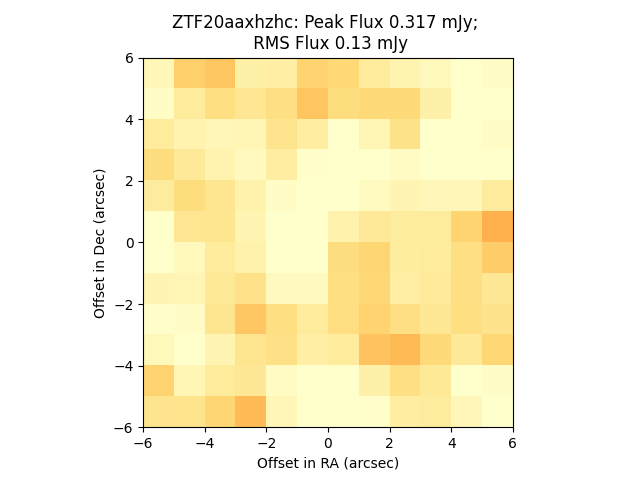 ZTF20aaxhzhc: Peak Flux 0.317 mJy;
RMS Flux 0.13 mJy
6
4
2
0
−2
−4
−6
Offset in Dec (arcsec)
−6 −4 −2 0 2 4 6
Offset in RA (arcsec)